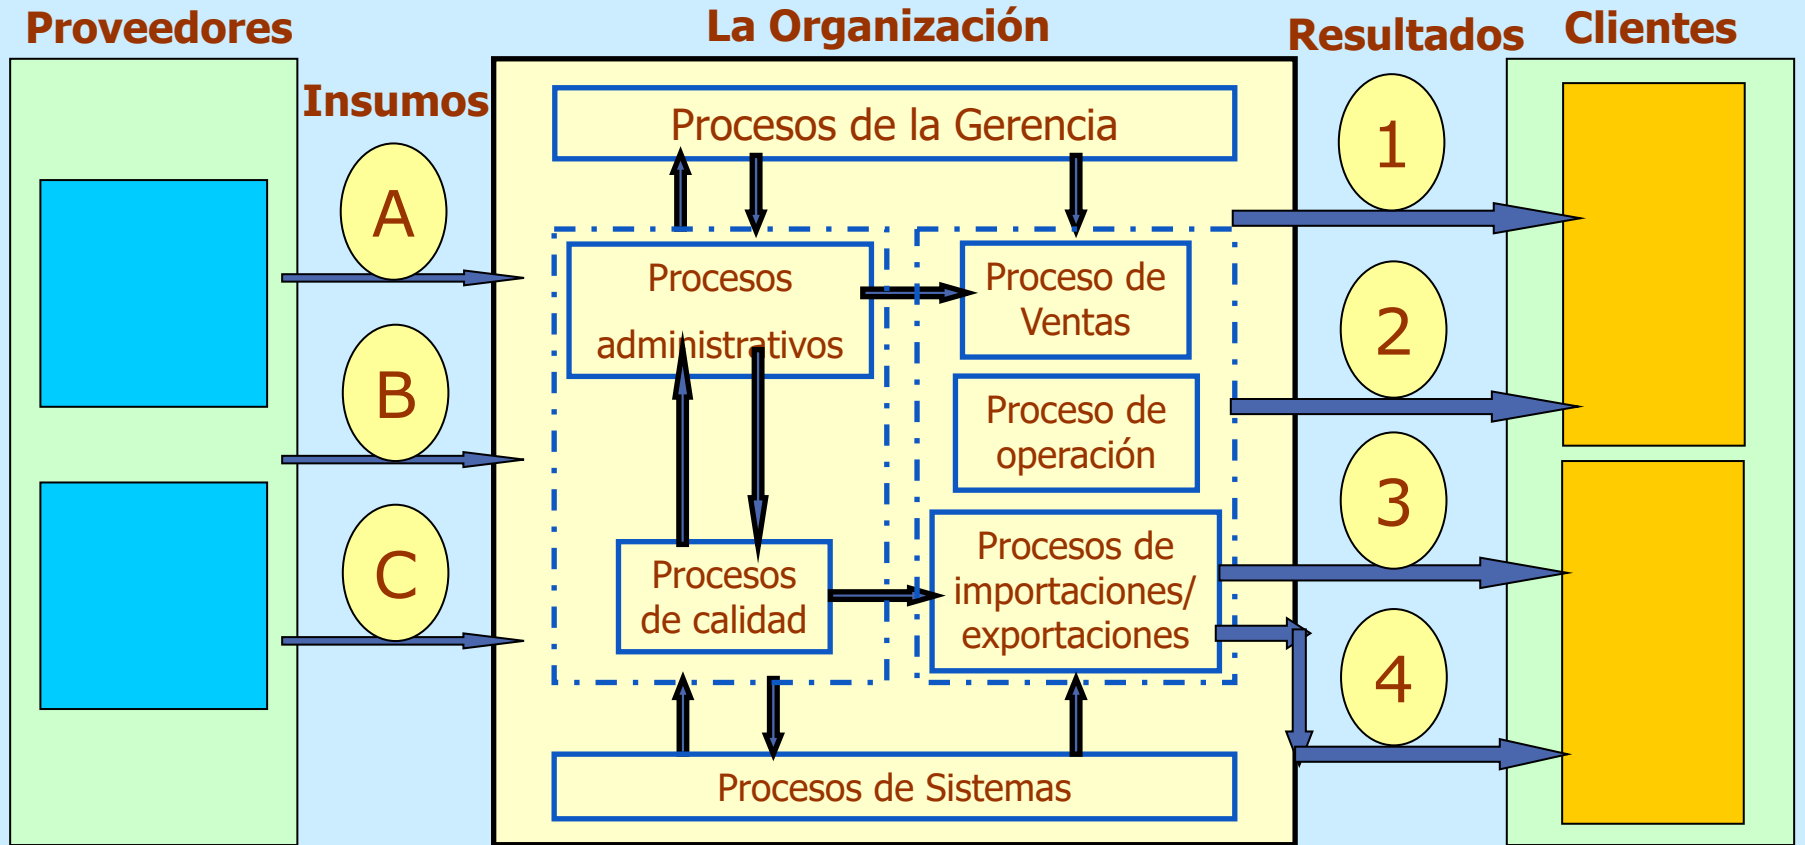 Proveedores
Insumos
La Organización
Resultados
Clientes
A
B
C
Procesos de la Gerencia
Procesos
administrativos
Procesos
de calidad
Proceso de
Ventas
Proceso de
operación
Procesos de
importaciones/
exportaciones
Procesos de Sistemas
1
2
3
4